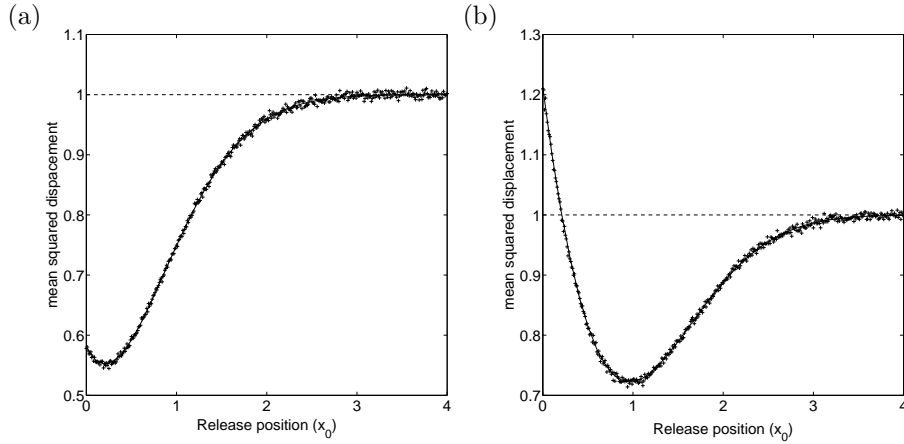 (a)
1.1
1
0.9
0.8
0.7
0.6
0.5
mean squared dispacement
0 1 2 3 4
Release position (x0)
(b)
1.3
1.2
1.1
1
0.9
0.8
0.7
mean squared displacement
0 1 2 3 4
Release position (x0)